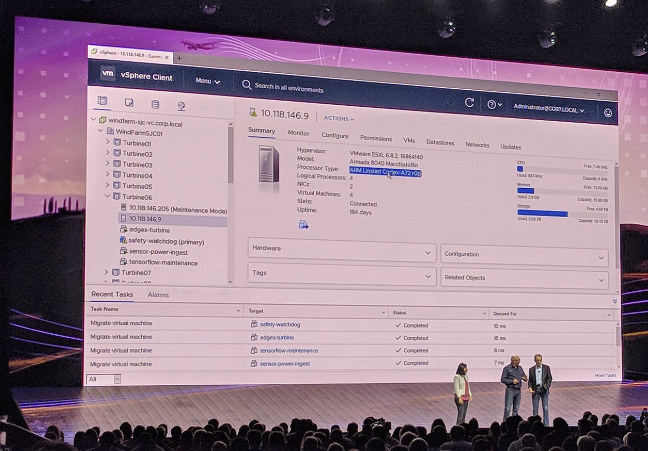 vSphere - 10.118.146.9 - Summ
vm vSphere Client Menu Search in all environments Administrator@CORP.LOCAL
windfarm-sjc-vc.corp.local
WindFarmSJC01
Turbine01
Turbine02
Turbine03
Turbine04
Turbine05
Turbine06
10.118.146.205 (Maintenance Mode)
10.118.146.9
edgex-turbine
safety-watchdog (primary)
sensor-power-ingest
tensorflow-maintenance
Turbine07
10.118.146.9 ACTIONS
Summary Monitor Configure Permissions VMs Datastores Networks Updates
Hypervisor: VMware ESXi, 6.8.2, 16864140
Model: Armada 8040 MacchiatoBin
Processor Type: ARM Limited Cortex-A72 r0p1
Logical Processors: 4
NICs: 2
Virtual Machines: 4
State: Connected
Uptime: 184 days
CPU
Memory
Storage
Hardware
Configuration
Tags
Related Objects
Recent Tasks Alarms
Task Name Target Status Queued For
Migrate virtual machine safety-watchdog Completed 10 ms
Migrate virtual machine edgex-turbine Completed 16 ms
Migrate virtual machine tensorflow-maintenance Completed 8 ms
Migrate virtual machine sensor-power-ingest Completed 7 ms
All More Tasks